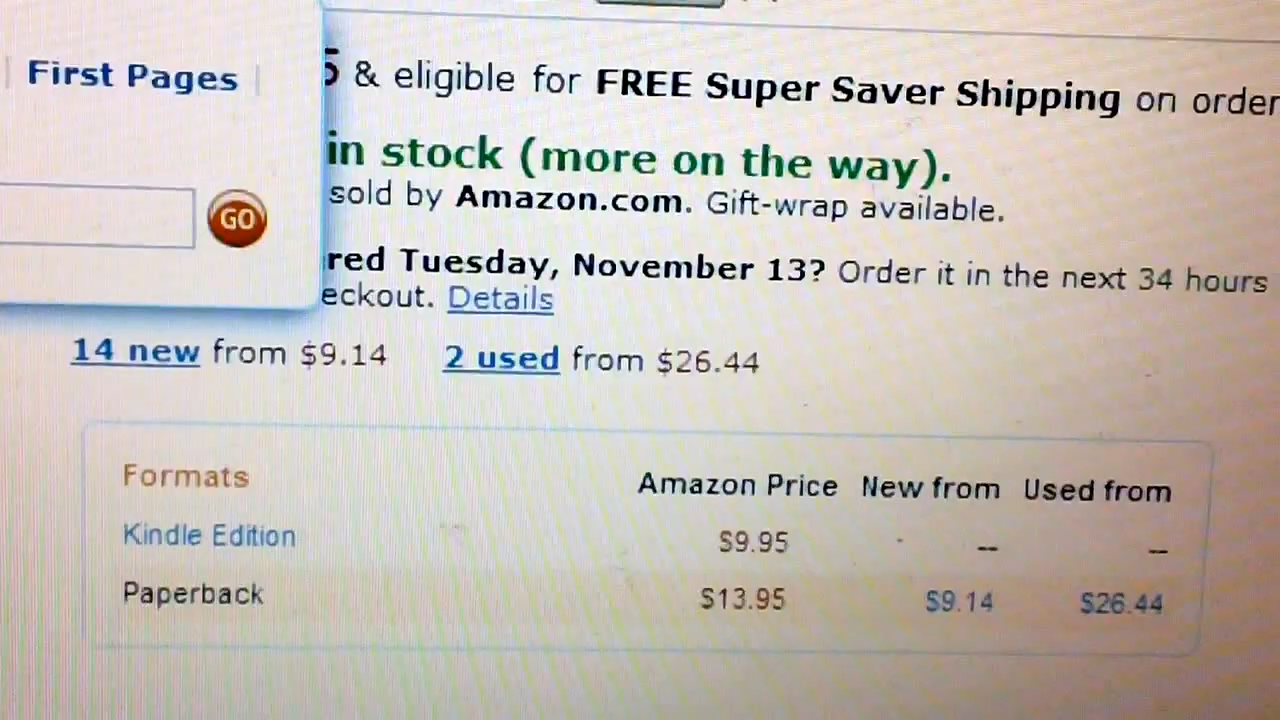 First Pages
5 & eligible for FREE Super Saver Shipping on order
in stock (more on the way).
sold by Amazon.com. Gift-wrap available.
GO
red Tuesday, November 13? Order it in the next 34 hours
eckout. Details
14 new from $9.14 2 used from $26.44
Formats Amazon Price New from Used from
Kindle Edition $9.95 -- --
Paperback $13.95 $9.14 $26.44